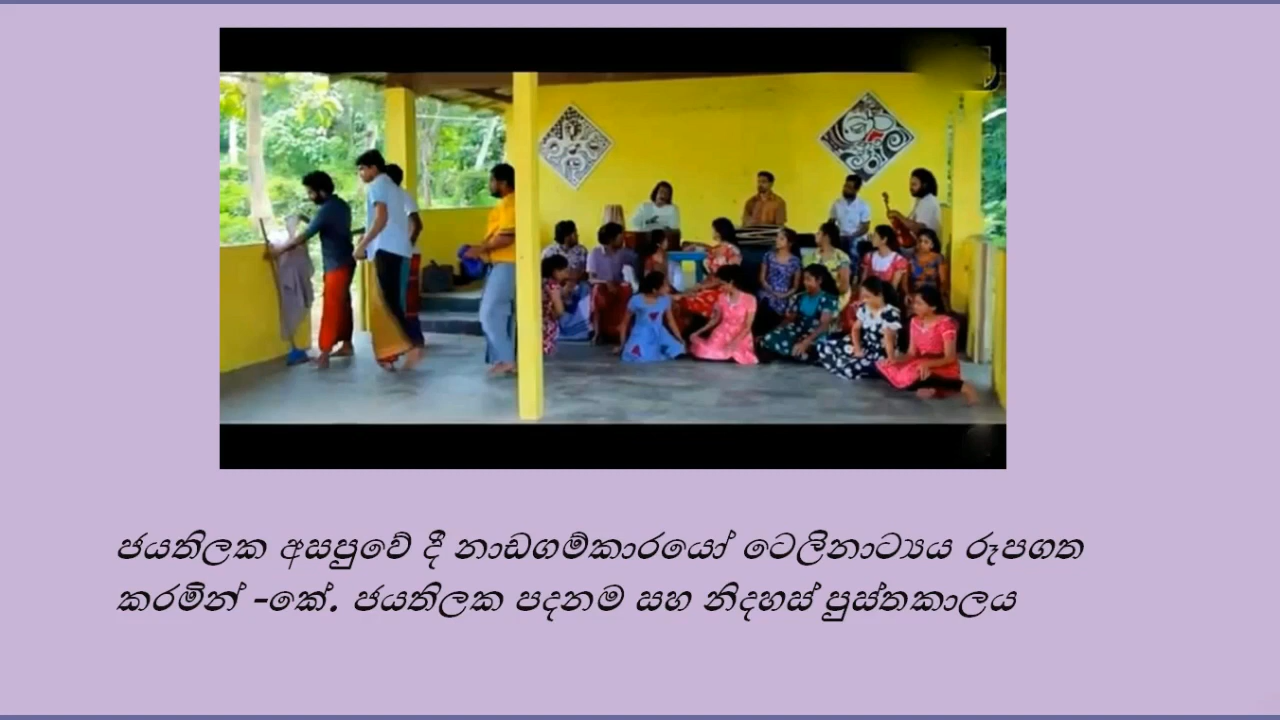 ජයතිලක අසපුවේ දී නාඩගම්කාරයෝ ටෙලිනාට්‍යය රූපගත
කරමින් -කේ. ජයතිලක පදනම සහ නිදහස් පුස්තකාලය